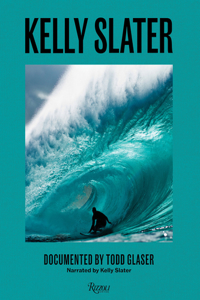 KELLY SLATER
DOCUMENTED BY TODD GLASER
Narrated by Kelly Slater
Rizzoli